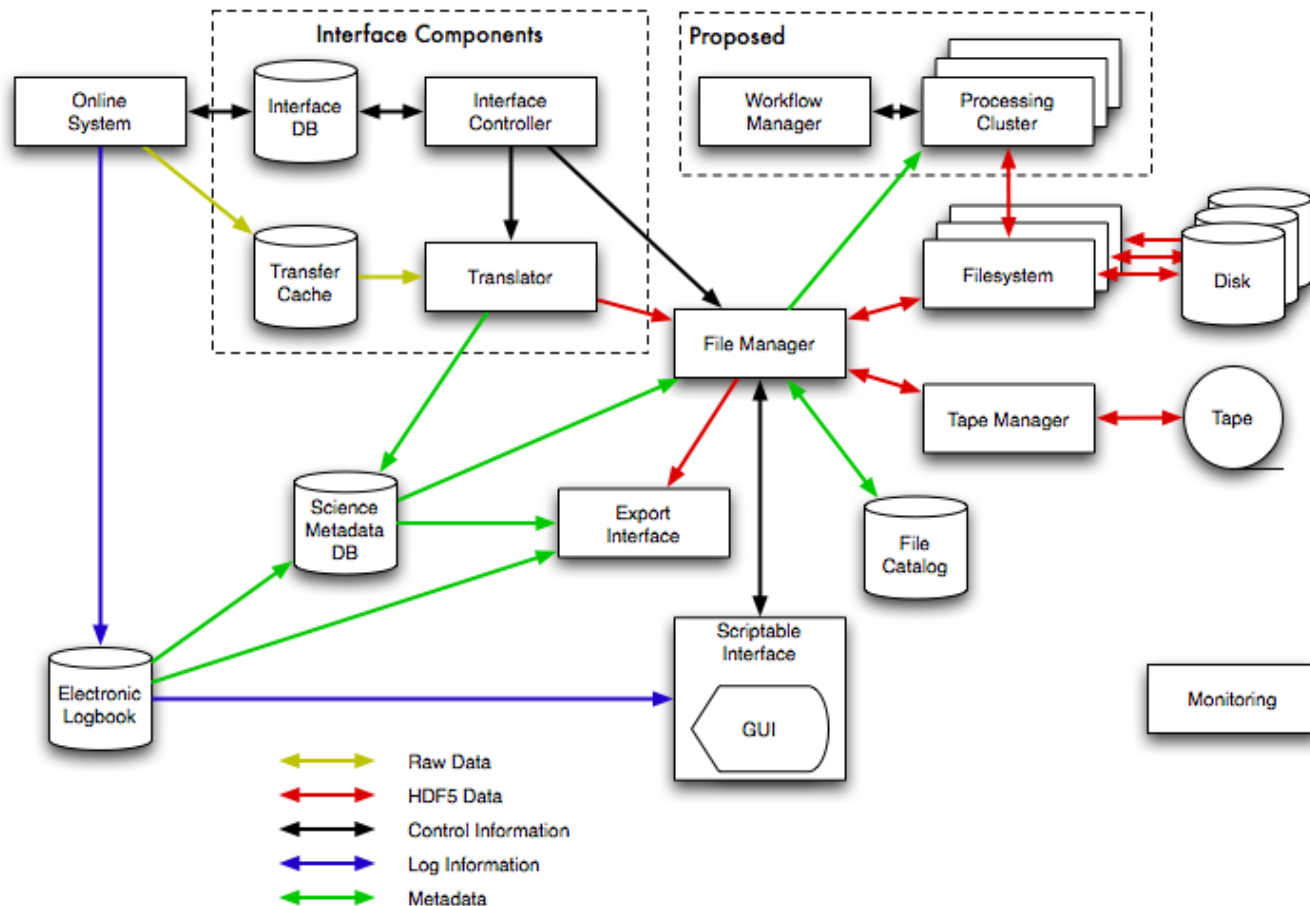 Interface Components
Proposed
Online
System
Interface
DB
Interface
Controller
Workflow
Manager
Processing
Cluster
Transfer
Cache
Translator
Filesystem
Disk
File Manager
Tape Manager
Tape
Science
Metadata
DB
Export
Interface
File
Catalog
Scriptable
Interface
GUI
Electronic
Logbook
Monitoring
Raw Data
HDF5 Data
Control Information
Log Information
Metadata